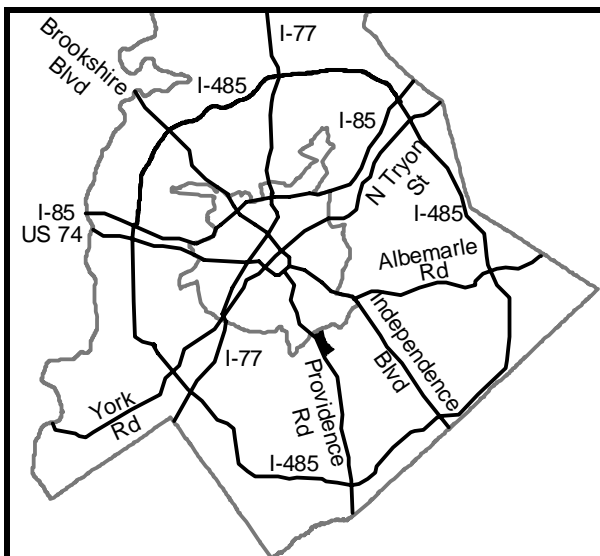 I-77
Brookshire
Blvd
I-485
I-85
N Tryon
St
I-85
US 74
I-485
Albemarle
Rd
Independence
Blvd
I-77
Providence
Rd
York
Rd
I-485